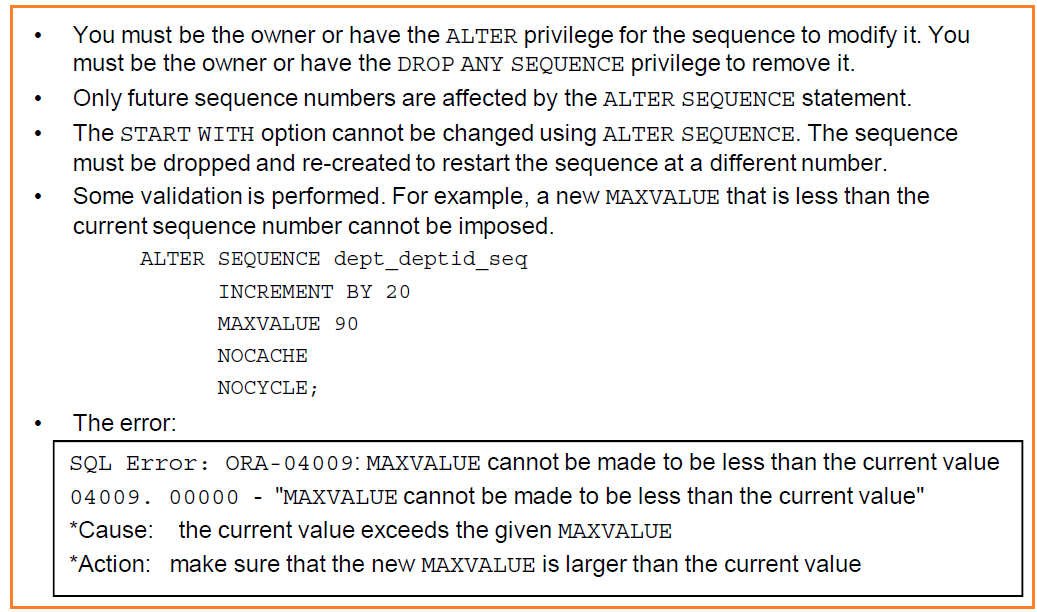 • You must be the owner or have the ALTER privilege for the sequence to modify it. You
must be the owner or have the DROP ANY SEQUENCE privilege to remove it.
• Only future sequence numbers are affected by the ALTER SEQUENCE statement.
• The START WITH option cannot be changed using ALTER SEQUENCE. The sequence
must be dropped and re-created to restart the sequence at a different number.
• Some validation is performed. For example, a new MAXVALUE that is less than the
current sequence number cannot be imposed.
ALTER SEQUENCE dept_deptid_seq
INCREMENT BY 20
MAXVALUE 90
NOCACHE
NOCYCLE;
• The error:
SQL Error: ORA-04009: MAXVALUE cannot be made to be less than the current value
04009. 00000 - "MAXVALUE cannot be made to be less than the current value"
*Cause: the current value exceeds the given MAXVALUE
*Action: make sure that the new MAXVALUE is larger than the current value